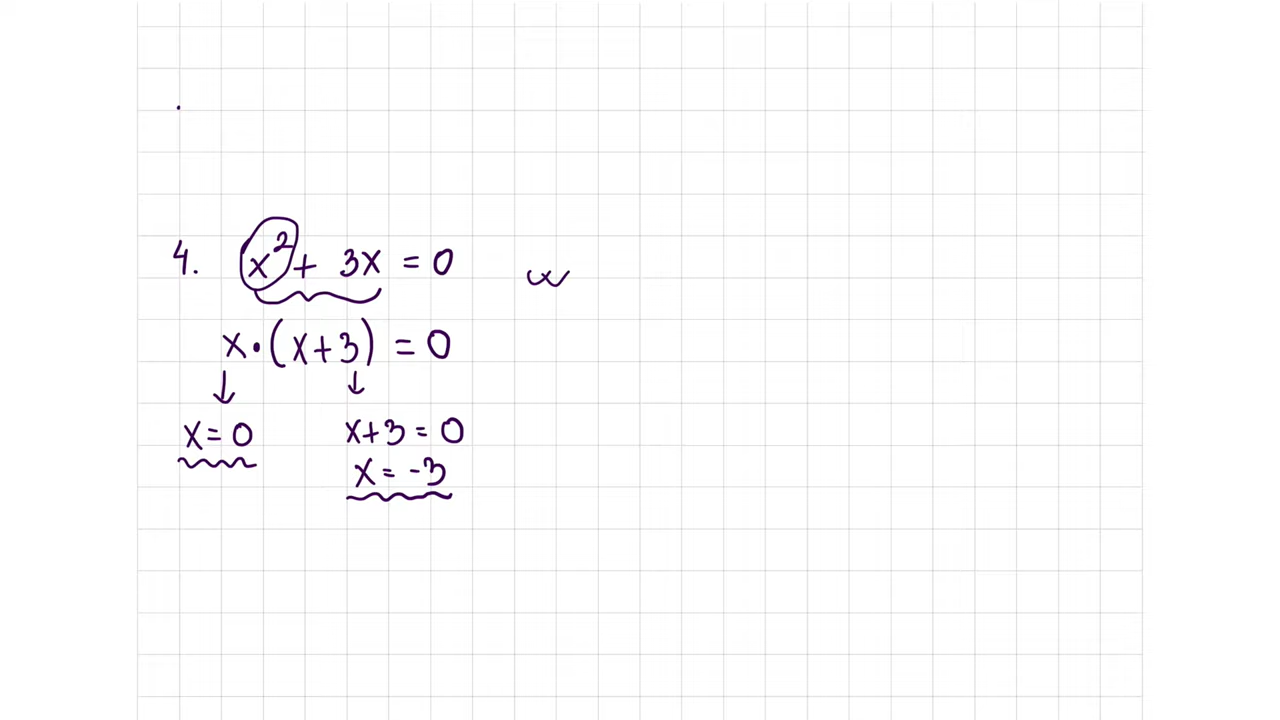 4. x² + 3x = 0
x·(x+3) = 0
↓ ↓
x = 0 x+3 = 0
x = -3